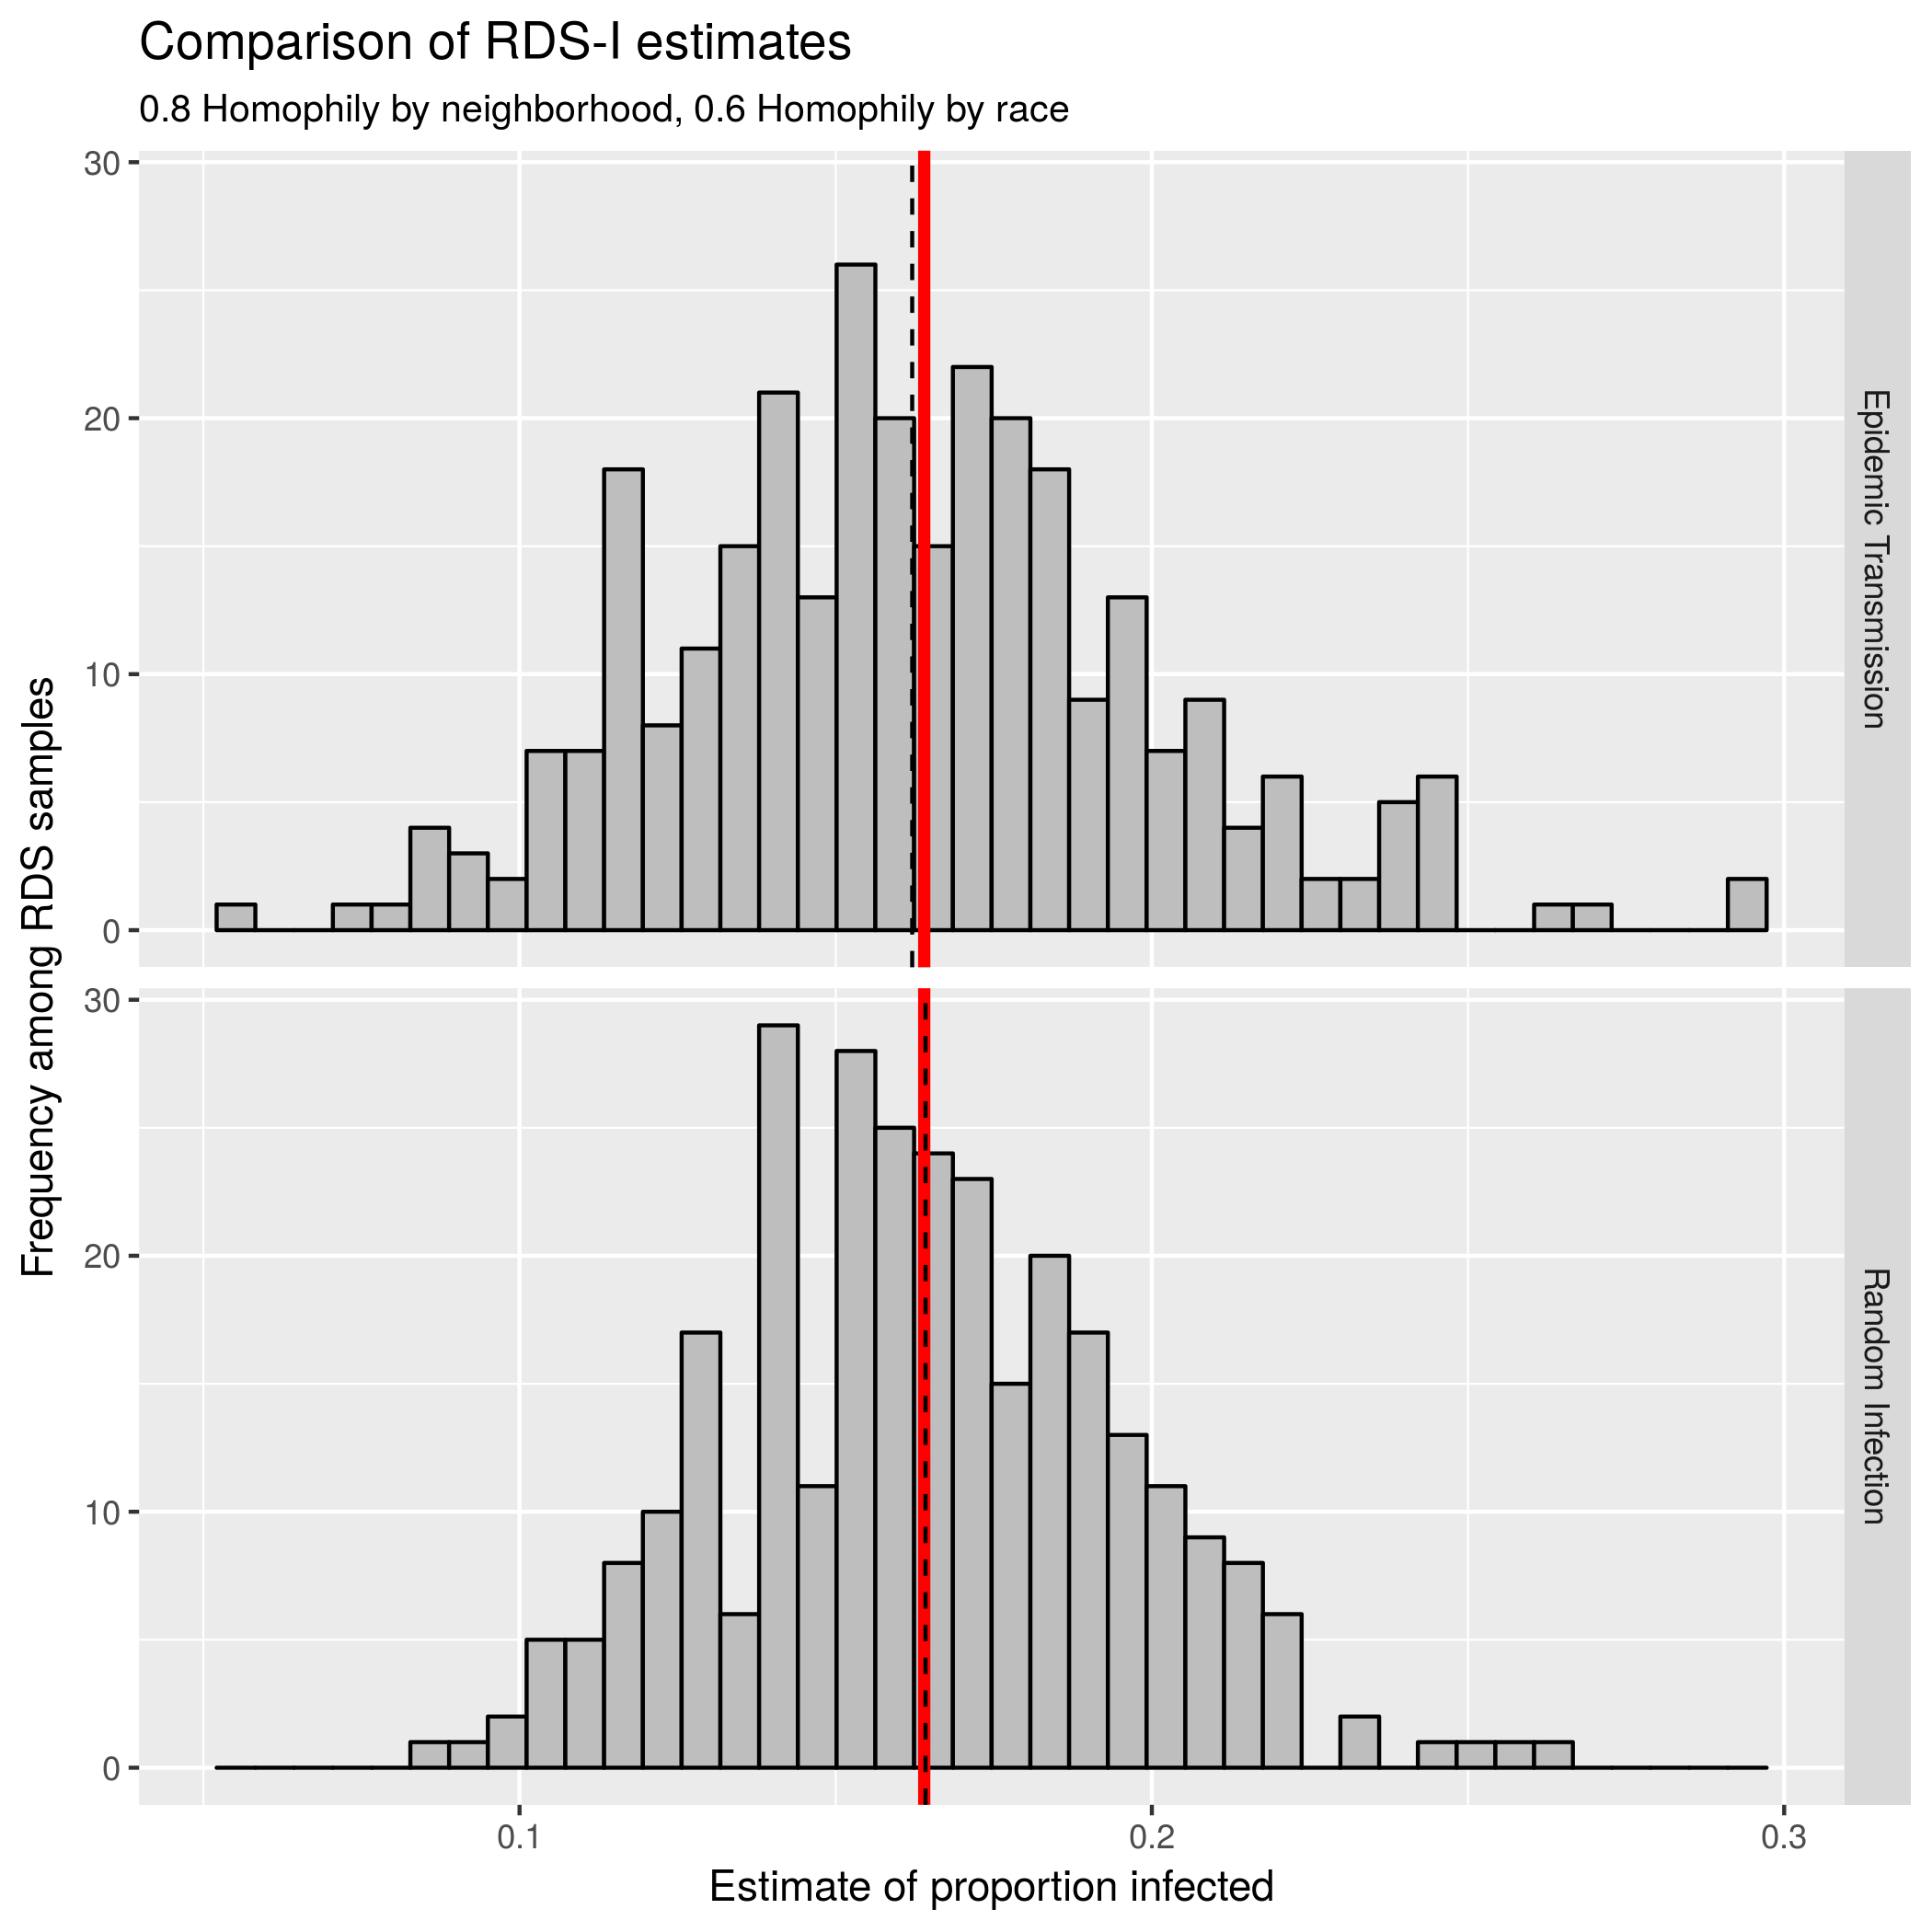 Comparison of RDS-I estimates
0.8 Homophily by neighborhood, 0.6 Homophily by race
Frequency among RDS samples
30
20
10
0
Epidemic Transmission
30
20
10
0
Random Infection
0.1
0.2
0.3
Estimate of proportion infected